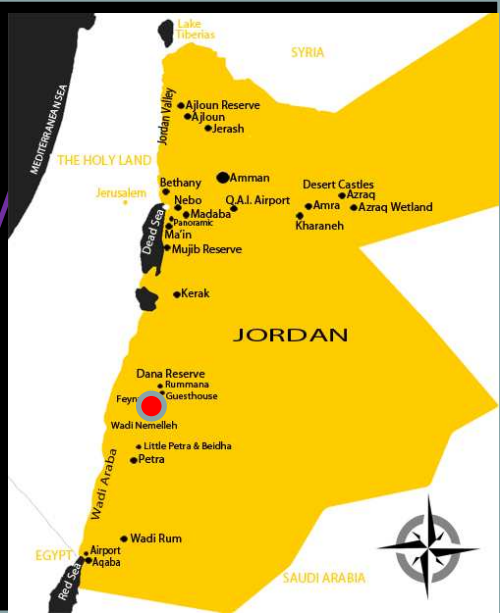 Lake
Tiberias
SYRIA
MEDITERRANEAN SEA
Jordan Valley
Ajloun Reserve
Ajloun
Jerash
THE HOLY LAND
Amman
Bethany
Desert Castles
Jerusalem
Nebo
Q.A.I. Airport
Azraq
Madaba
Amra
Azraq Wetland
Panoramic
Kharaneh
Dead Sea
Ma'in
Mujib Reserve
Kerak
JORDAN
Dana Reserve
Rummana
Guesthouse
Wadi Nemelleh
Little Petra & Beidha
Petra
Wadi Araba
Wadi Rum
EGYPT
Airport
Aqaba
Red Sea
SAUDI ARABIA